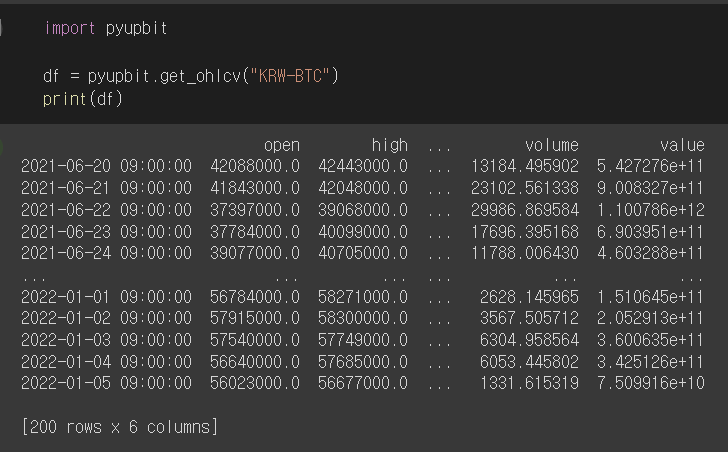 import pyupbit
df = pyupbit.get_ohlcv("KRW-BTC")
print(df)
open high ... volume value
2021-06-20 09:00:00 42088000.0 42443000.0 ... 13184.495902 5.427276e+11
2021-06-21 09:00:00 41843000.0 42048000.0 ... 23102.561338 9.008327e+11
2021-06-22 09:00:00 37397000.0 39068000.0 ... 29986.869584 1.100786e+12
2021-06-23 09:00:00 37784000.0 40099000.0 ... 17696.395168 6.903951e+11
2021-06-24 09:00:00 39077000.0 40705000.0 ... 11788.006430 4.603288e+11
... ... ... ... ... ...
2022-01-01 09:00:00 56784000.0 58271000.0 ... 2628.145965 1.510645e+11
2022-01-02 09:00:00 57915000.0 58300000.0 ... 3567.505712 2.052913e+11
2022-01-03 09:00:00 57540000.0 57749000.0 ... 6304.958564 3.600635e+11
2022-01-04 09:00:00 56640000.0 57685000.0 ... 6053.445802 3.425126e+11
2022-01-05 09:00:00 56023000.0 56677000.0 ... 1331.615319 7.509916e+10
[200 rows x 6 columns]